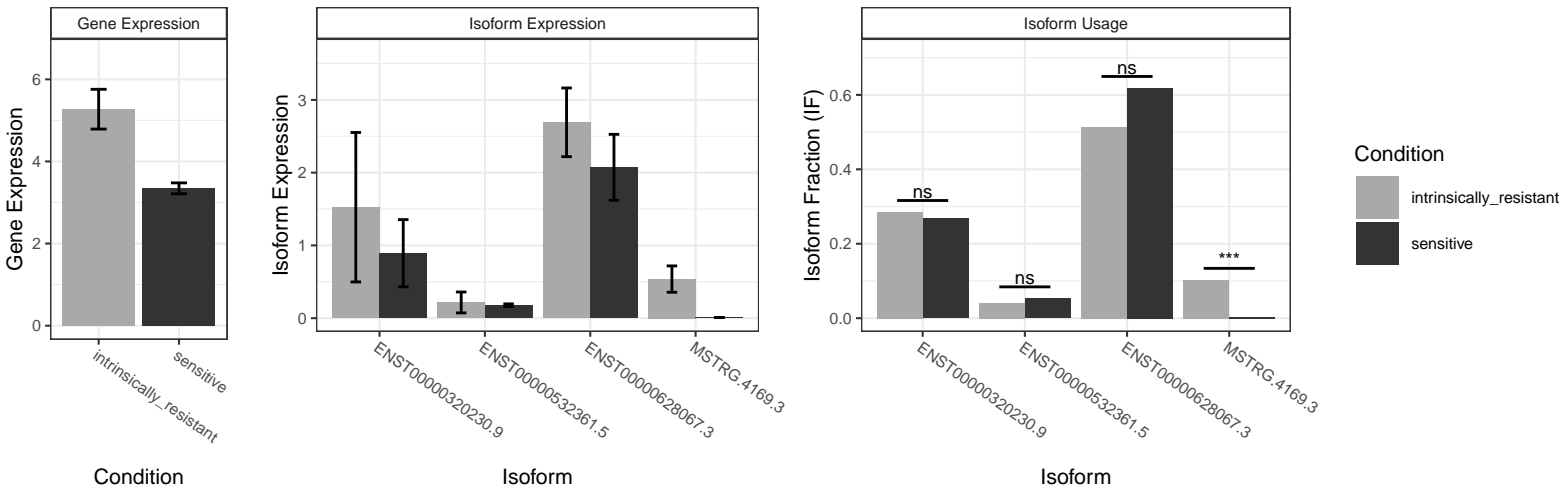 Gene Expression
Gene Expression
6
4
2
0
intrinsically_resistant
sensitive
Condition
Isoform Expression
Isoform Expression
3
2
1
0
ENST00000320230.9
ENST00000532361.5
ENST00000628067.3
MSTRG.4169.3
Isoform
Isoform Usage
Isoform Fraction (IF)
0.6
0.4
0.2
0.0
ns
ns
ns
***
ENST00000320230.9
ENST00000532361.5
ENST00000628067.3
MSTRG.4169.3
Isoform
Condition
intrinsically_resistant
sensitive